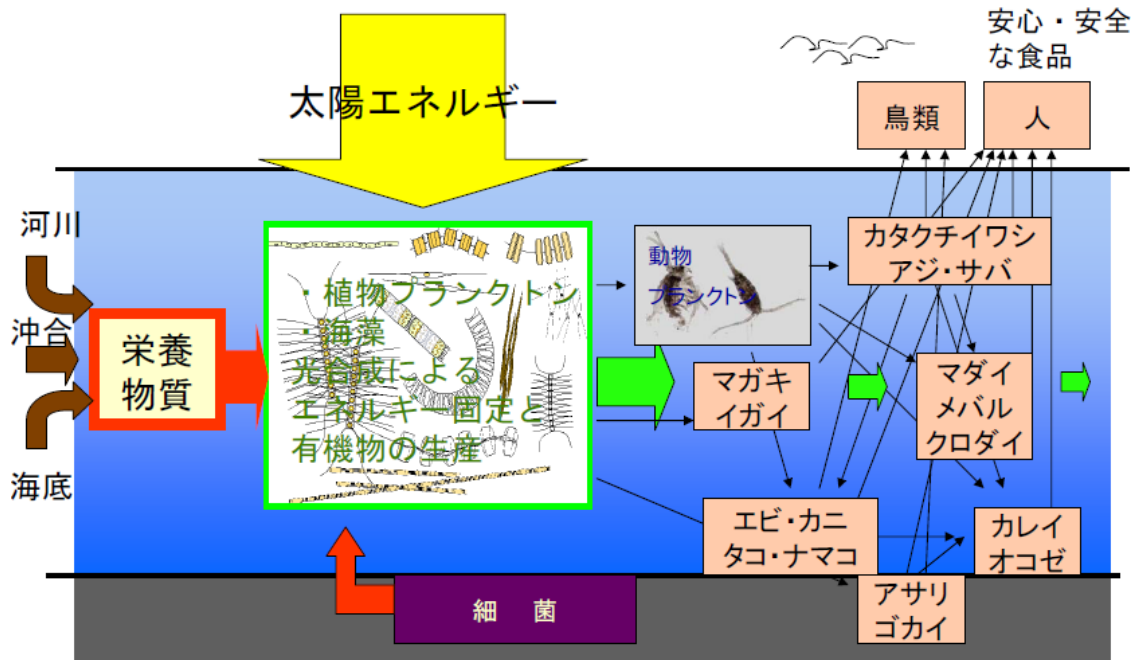 安心・安全
な食品
太陽エネルギー
鳥類
人
河川
沖合
海底
栄養
物質
・植物プランクトン
・海藻
光合成による
エネルギー固定と
有機物の生産
動物
プランクトン
カタクチイワシ
アジ・サバ
マガキ
イガイ
マダイ
メバル
クロダイ
エビ・カニ
タコ・ナマコ
カレイ
オコゼ
アサリ
ゴカイ
細　菌